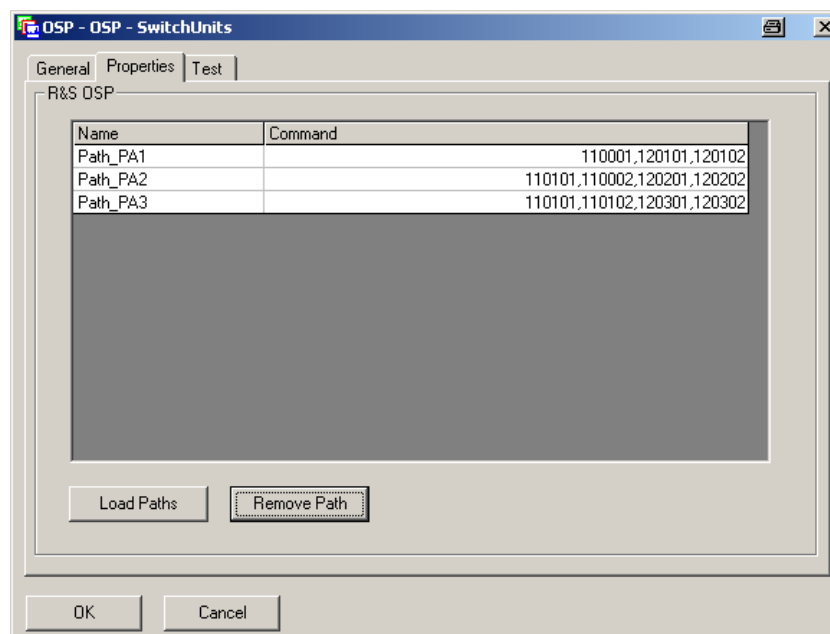 OSP - OSP - SwitchUnits
General Properties Test
R&S OSP
Name Command
Path_PA1 110001,120101,120102
Path_PA2 110101,110002,120201,120202
Path_PA3 110101,110102,120301,120302
Load Paths Remove Path
OK Cancel